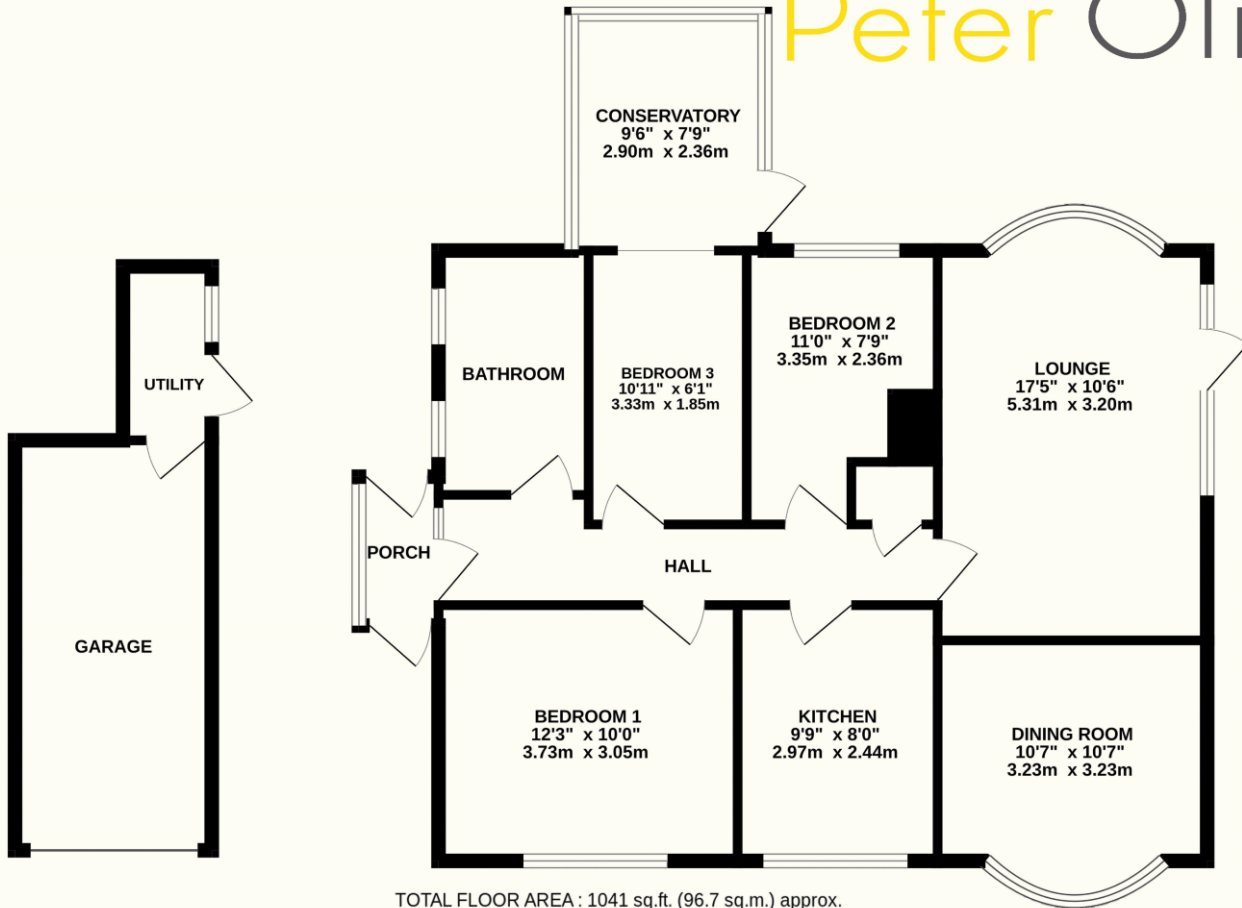 Peter
CONSERVATORY
9'6" x 7'9"
2.90m x 2.36m
UTILITY
GARAGE
BATHROOM
BEDROOM 3
10'11" x 6'1"
3.33m x 1.85m
BEDROOM 2
11'0" x 7'9"
3.35m x 2.36m
LOUNGE
17'5" x 10'6"
5.31m x 3.20m
PORCH
HALL
BEDROOM 1
12'3" x 10'0"
3.73m x 3.05m
KITCHEN
9'9" x 8'0"
2.97m x 2.44m
DINING ROOM
10'7" x 10'7"
3.23m x 3.23m
TOTAL FLOOR AREA : 1041 sq.ft. (96.7 sq.m.) approx.